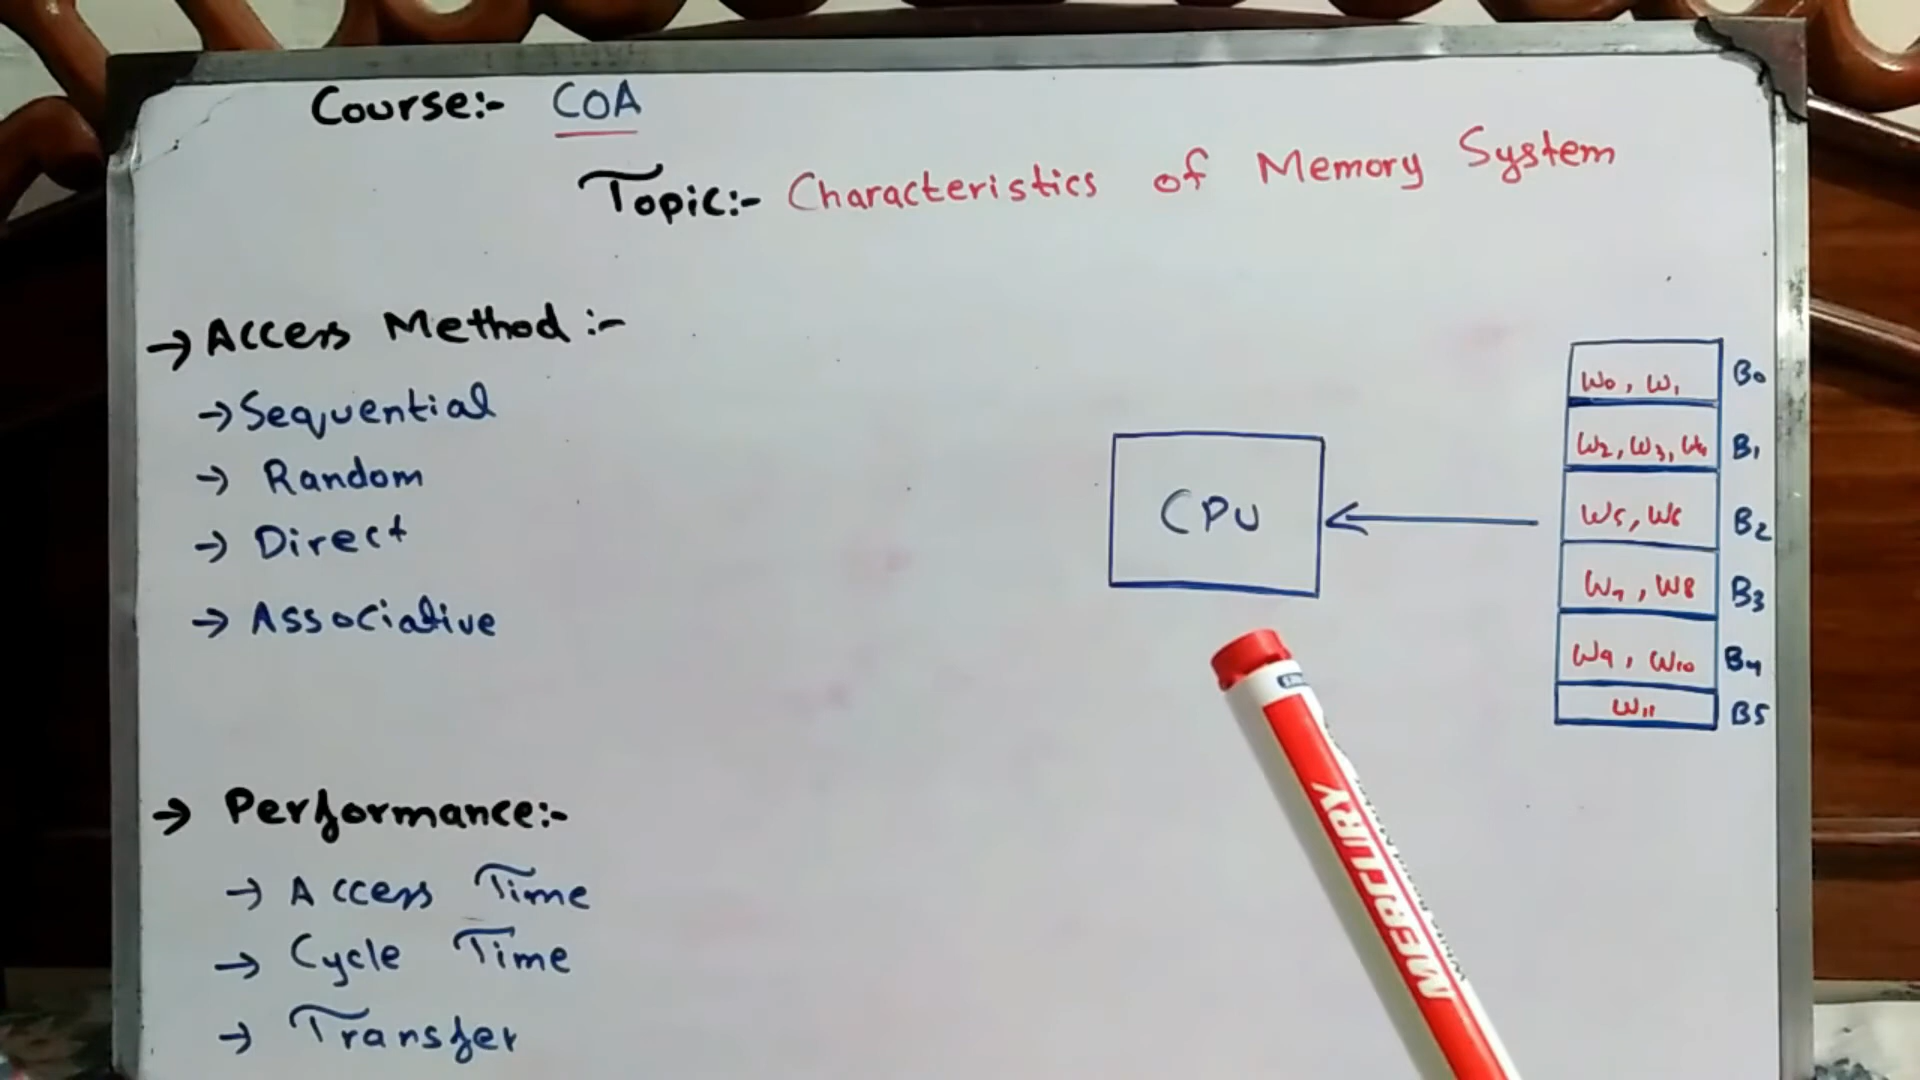 Course:- COA
Topic:- Characteristics of Memory System
→ Access Method :-
→ Sequential
→ Random
→ Direct
→ Associative
CPU
W0, W1 B0
W2, W3, W4 B1
W5, W6 B2
W7, W8 B3
W9, W10 B4
W11 B5
→ Performance:-
→ Access Time
→ Cycle Time
→ Transfer
MERCURY